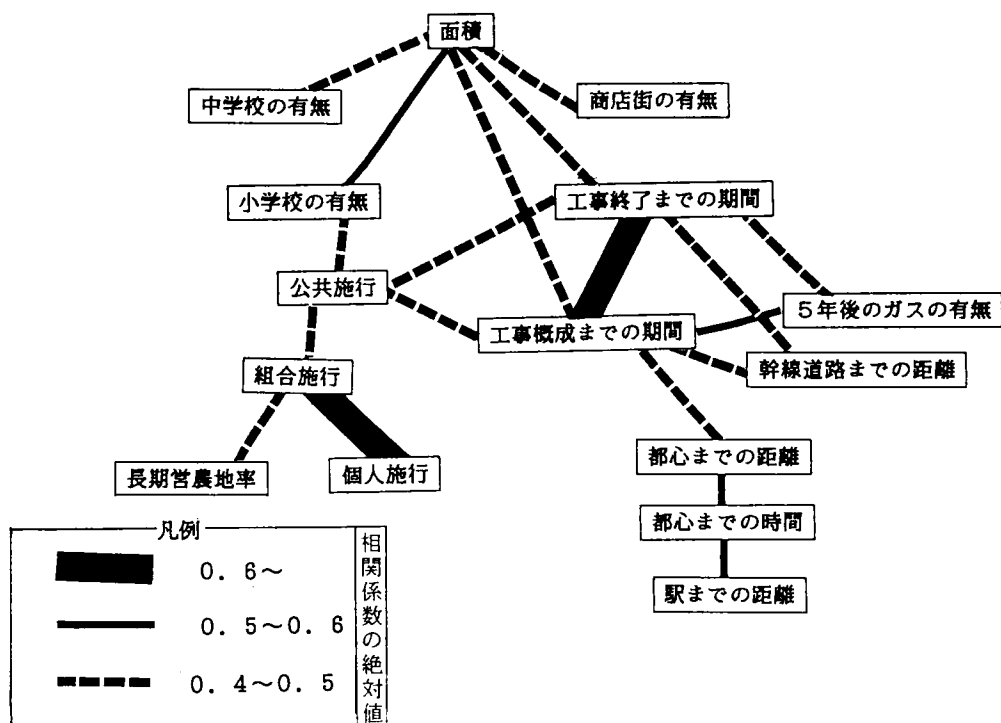 面積
中学校の有無
商店街の有無
小学校の有無
工事終了までの期間
公共施行
5年後のガスの有無
工事概成までの期間
幹線道路までの距離
組合施行
都心までの距離
長期営農地率
個人施行
都心までの時間
駅までの距離
凡例
0.6〜
0.5〜0.6
0.4〜0.5
相関係数の絶対値